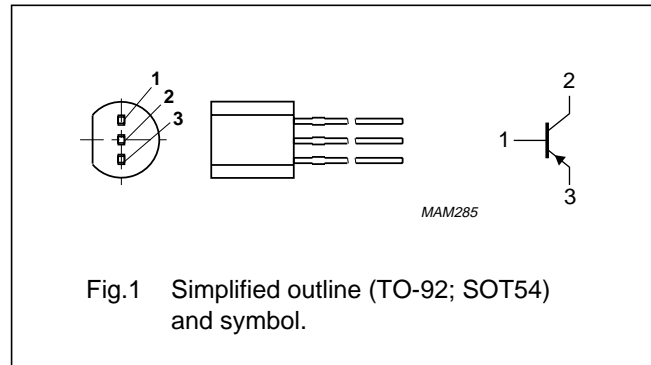 1
2
3
2
1
3
MAM285
Fig.1 Simplified outline (TO-92; SOT54)
and symbol.